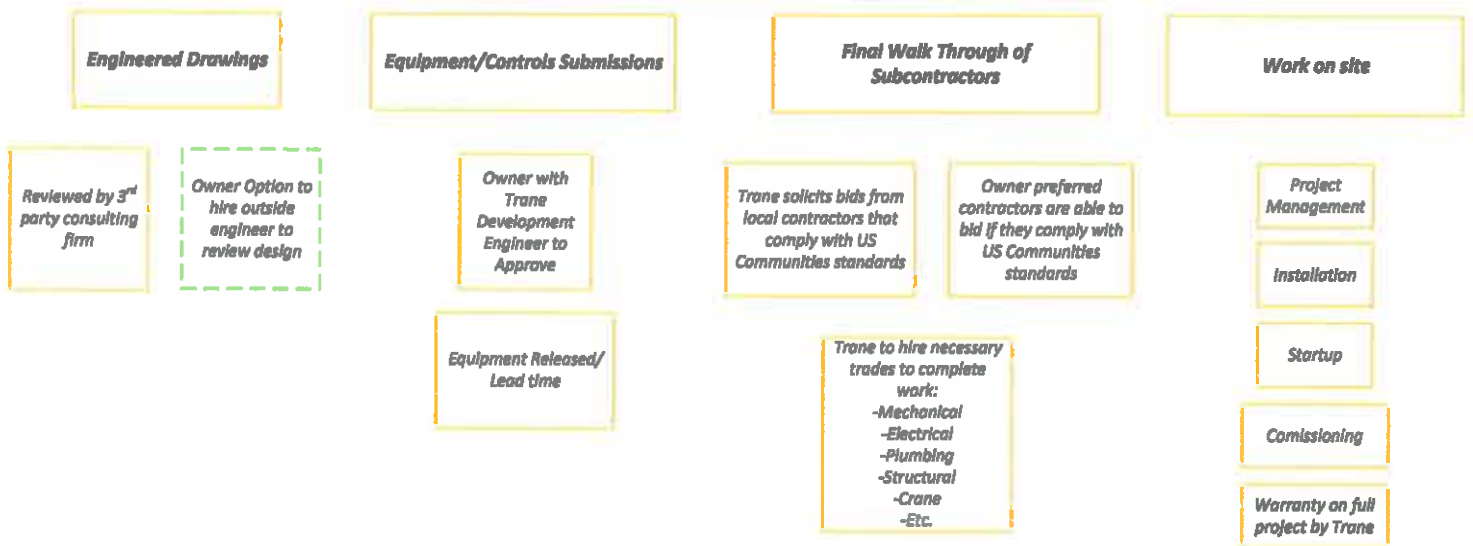 Engineered Drawings
Equipment/Controls Submissions
Final Walk Through of
Subcontractors
Work on site
Reviewed by 3rd
party consulting
firm
Owner Option to
hire outside
engineer to
review design
Owner with
Trane
Development
Engineer to
Approve
Equipment Released/
Lead time
Trane solicits bids from
local contractors that
comply with US
Communities standards
Owner preferred
contractors are able to
bid if they comply with
US Communities
standards
Trane to hire necessary
trades to complete
work:
-Mechanical
-Electrical
-Plumbing
-Structural
-Crane
-Etc.
Project
Management
Installation
Startup
Comissioning
Warranty on full
project by Trane